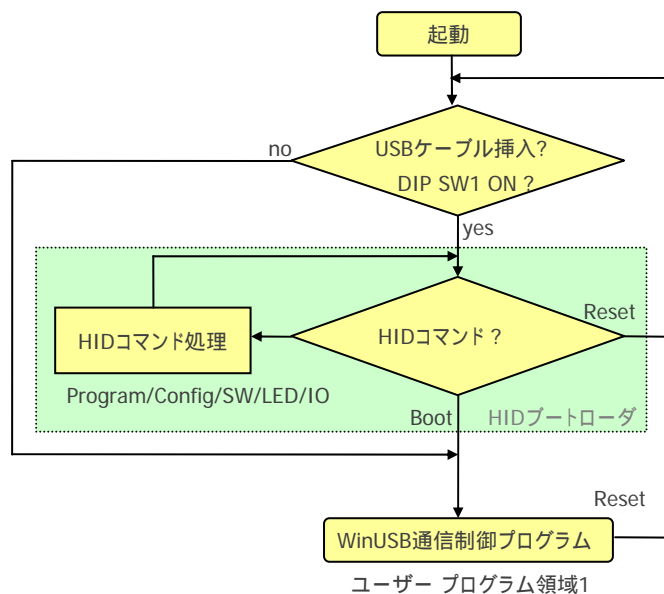 起動
USBケーブル挿入?
DIP SW1 ON ?
no
yes
HIDコマンド ?
Reset
HIDコマンド処理
Program/Config/SW/LED/IO
Boot
HIDブートローダ
Reset
WinUSB通信制御プログラム
ユーザー プログラム領域1